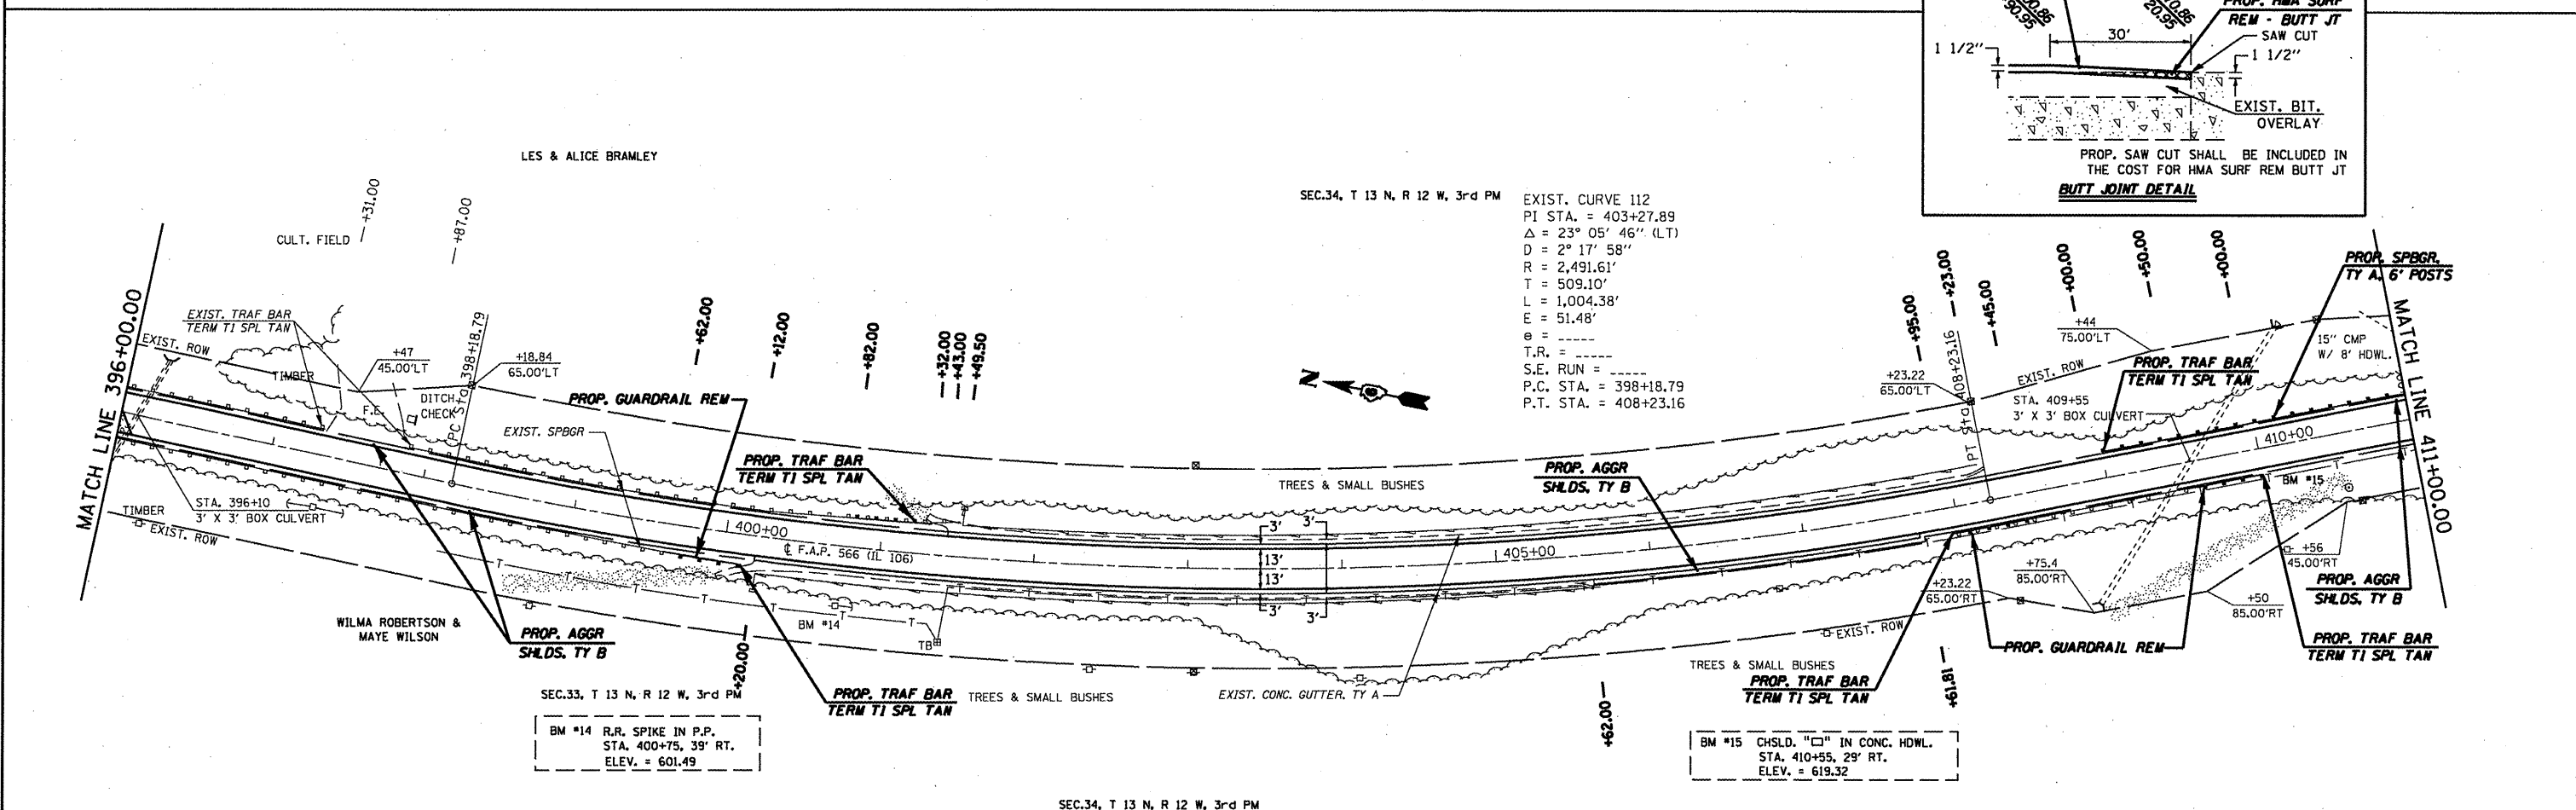 PROP. HMA SURF
REM - BUTT JT
SAW CUT
30'
1 1/2"
1 1/2"
EXIST. BIT.
OVERLAY
PROP. SAW CUT SHALL BE INCLUDED IN
THE COST FOR HMA SURF REM BUTT JT
BUTT JOINT DETAIL
LES & ALICE BRAMLEY
SEC.34, T 13 N, R 12 W, 3rd PM
EXIST. CURVE 112
PI STA. = 403+27.89
Δ = 23° 05' 46" (LT)
D = 2° 17' 58"
R = 2,491.61'
T = 509.10'
L = 1,004.38'
E = 51.48'
e = -----
T.R. = -----
S.E. RUN = -----
P.C. STA. = 398+18.79
P.T. STA. = 408+23.16
CULT. FIELD
+31.00
+87.00
MATCH LINE 396+00.00
EXIST. TRAF BAR
TERM T1 SPL TAN
EXIST. ROW
TIMBER
+47
45.00'LT
F.E.
DITCH
CHECK
PC Sta 398+18.79
+18.84
65.00'LT
+62.00
+12.00
+82.00
+32.00
+43.00
+49.50
PROP. GUARDRAIL REM
EXIST. SPBGR
PROP. TRAF BAR
TERM T1 SPL TAN
N
TREES & SMALL BUSHES
PROP. AGGR
SHLDS, TY B
+95.00
+23.00
+45.00
+00.00
+50.00
+00.00
+23.22
65.00'LT
PT Sta 408+23.16
EXIST. ROW
+44
75.00'LT
PROP. TRAF BAR
TERM T1 SPL TAN
STA. 409+55
3' X 3' BOX CULVERT
PROP. SPBGR,
TY A, 6' POSTS
15" CMP
W/ 8' HDWL.
MATCH LINE 411+00.00
410+00
BM #15
STA. 396+10
3' X 3' BOX CULVERT
TIMBER
EXIST. ROW
400+00
℄ F.A.P. 566 (IL 106)
405+00
3'
3'
13'
13'
3'
3'
WILMA ROBERTSON &
MAYE WILSON
PROP. AGGR
SHLDS, TY B
BM #14
TB
+20.00
PROP. TRAF BAR
TERM T1 SPL TAN
TREES & SMALL BUSHES
EXIST. CONC. GUTTER, TY A
SEC.33, T 13 N, R 12 W, 3rd PM
BM #14 R.R. SPIKE IN P.P.
STA. 400+75, 39' RT.
ELEV. = 601.49
+62.00
EXIST. ROW
TREES & SMALL BUSHES
PROP. TRAF BAR
TERM T1 SPL TAN
+23.22
65.00'RT
+61.81
+75.4
85.00'RT
PROP. GUARDRAIL REM
+50
85.00'RT
+56
45.00'RT
PROP. AGGR
SHLDS, TY B
PROP. TRAF BAR
TERM T1 SPL TAN
BM #15 CHSLD. "□" IN CONC. HDWL.
STA. 410+55, 29' RT.
ELEV. = 619.32
SEC.34, T 13 N, R 12 W, 3rd PM